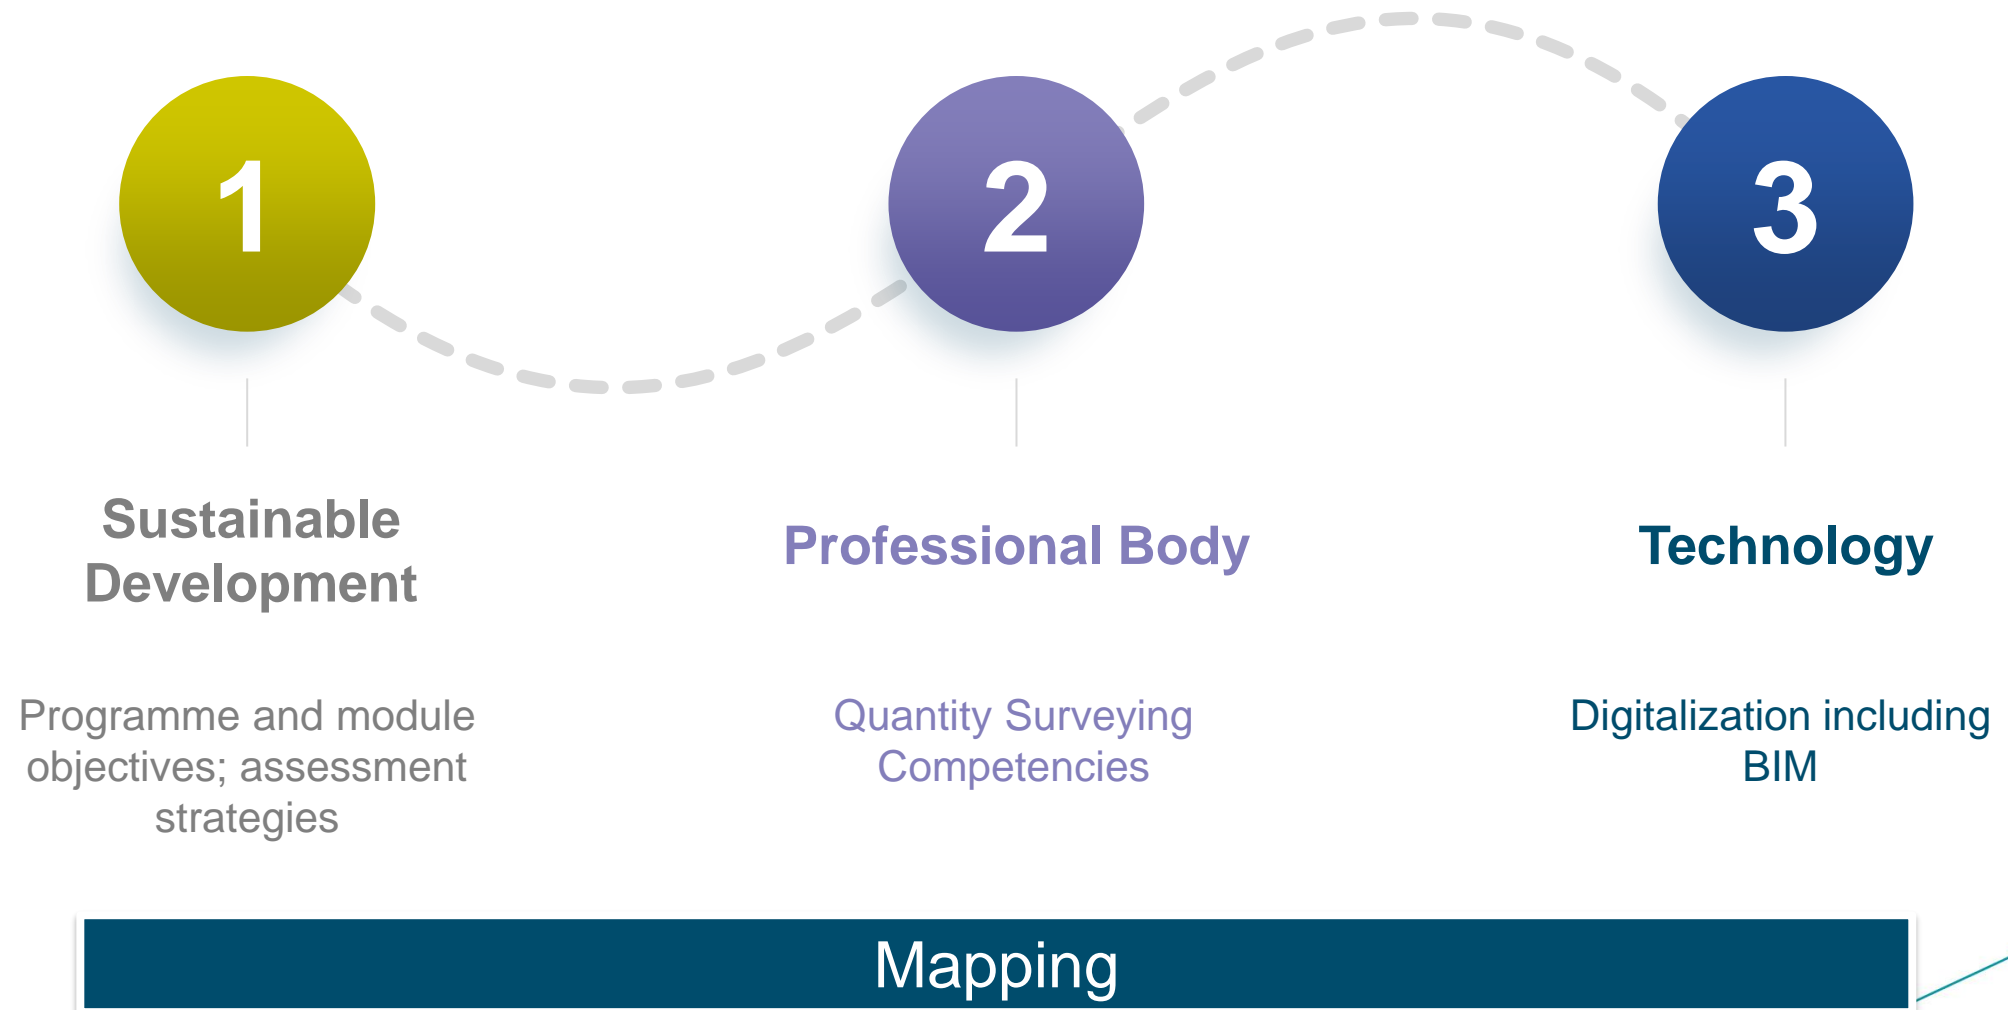 1
2
3
Sustainable
Development
Professional Body
Technology
Programme and module
objectives; assessment
strategies
Quantity Surveying
Competencies
Digitalization including
BIM
Mapping